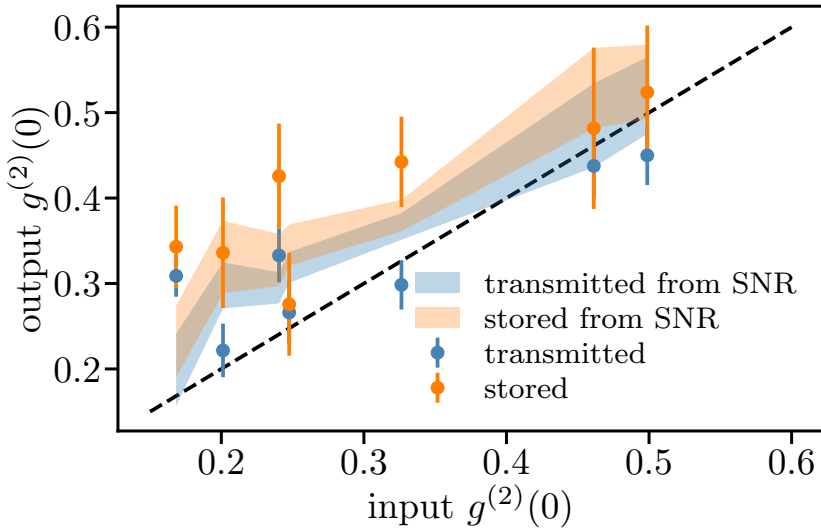 0.6
0.5
0.4
0.3
0.2
output g^(2)(0)
transmitted from SNR
stored from SNR
transmitted
stored
0.2 0.3 0.4 0.5 0.6
input g^(2)(0)